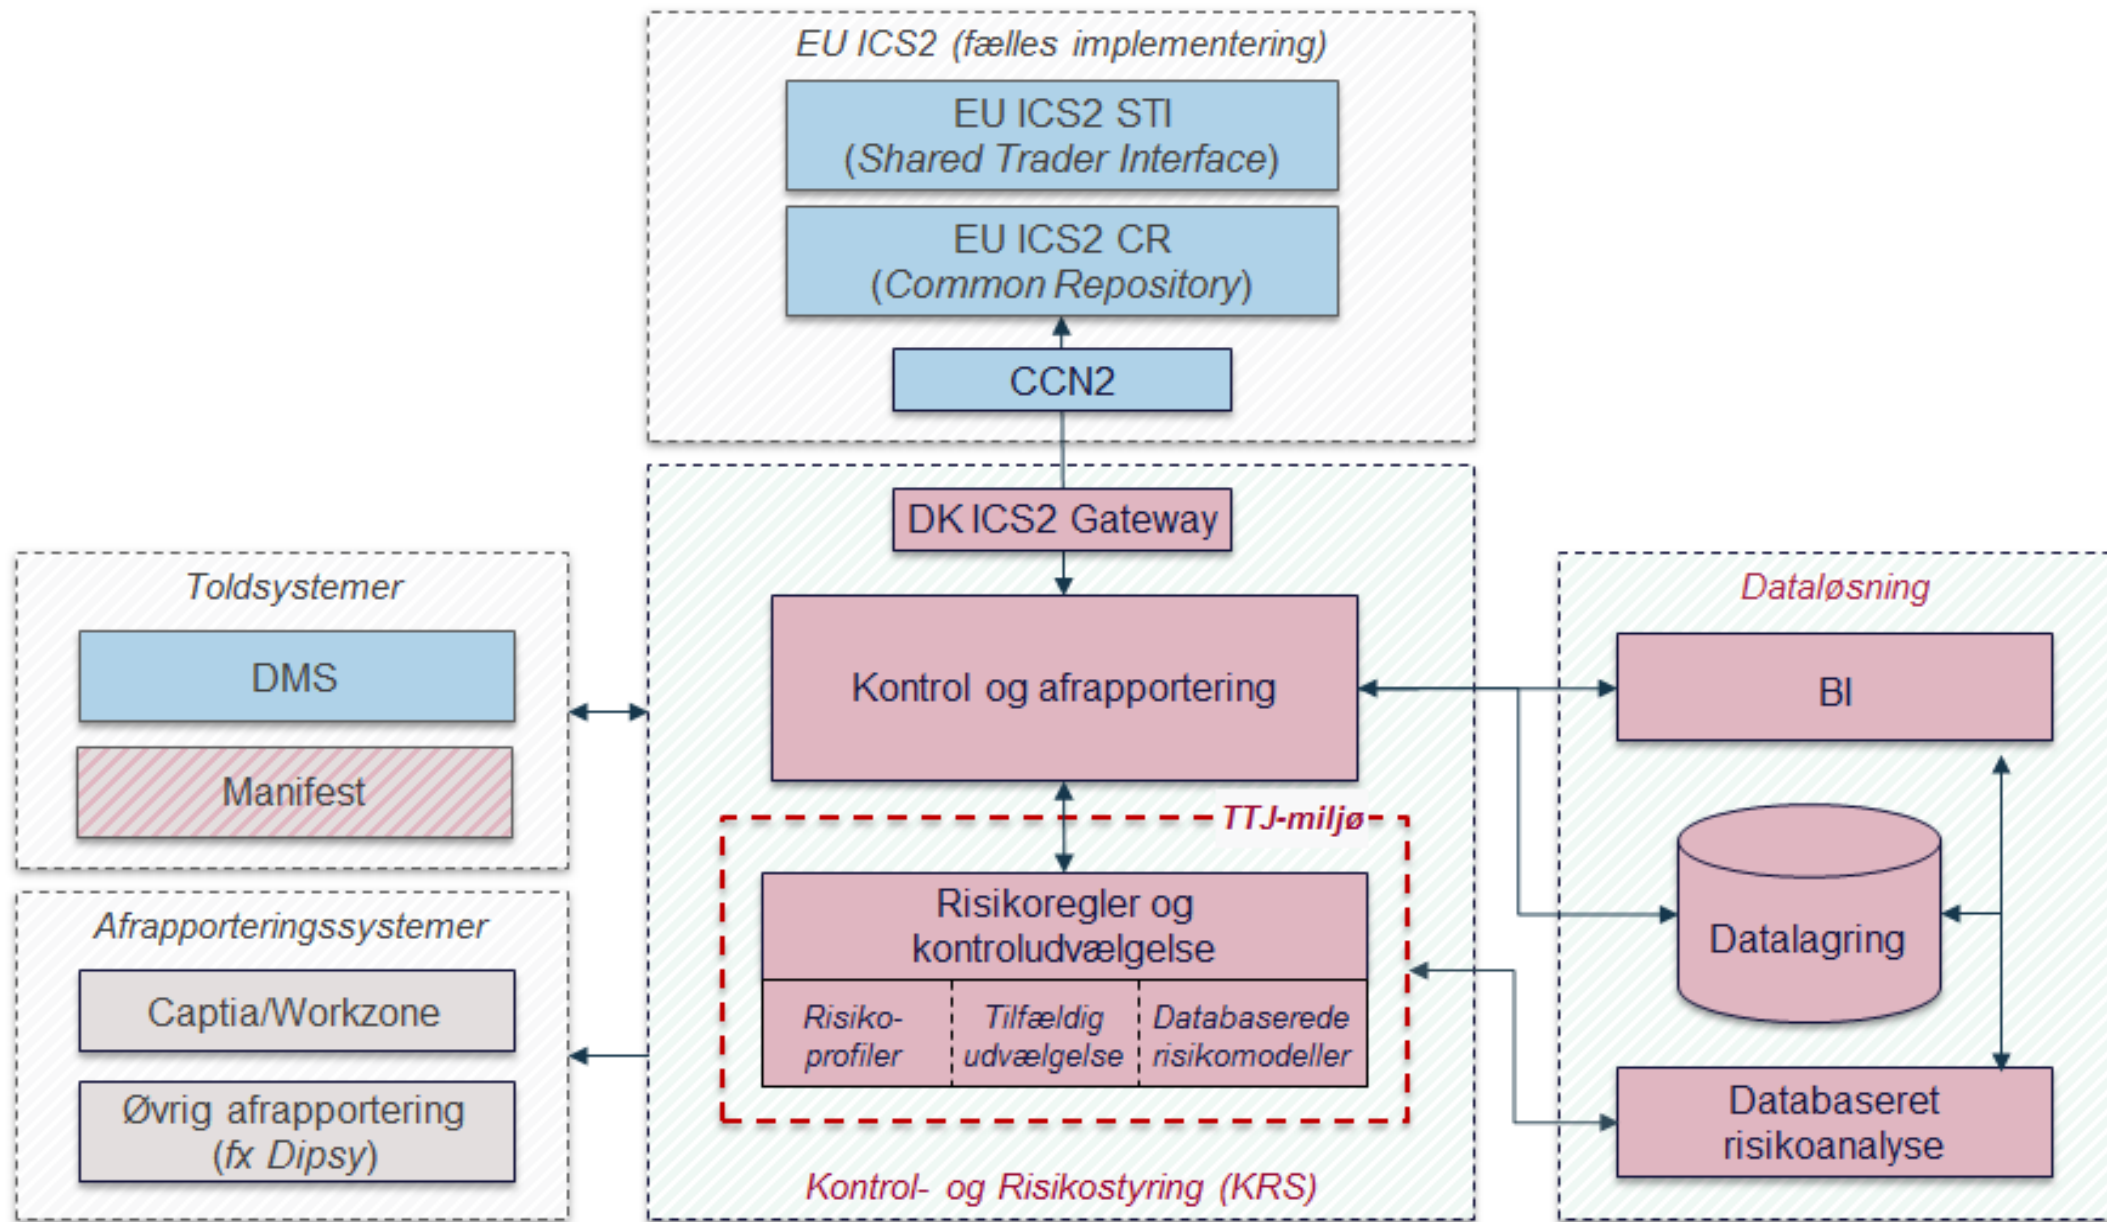 EU ICS2 (fælles implementering)
EU ICS2 STI
(Shared Trader Interface)
EU ICS2 CR
(Common Repository)
CCN2
DK ICS2 Gateway
Kontrol og afrapportering
TTJ-miljø
Risikoregler og
kontroludvælgelse
Risiko-
profiler
Tilfældig
udvælgelse
Databaserede
risikomodeller
Kontrol- og Risikostyring (KRS)
Toldsystemer
DMS
Manifest
Afrapporteringssystemer
Captia/Workzone
Øvrig afrapportering
(fx Dipsy)
Dataløsning
BI
Datalagring
Databaseret
risikoanalyse